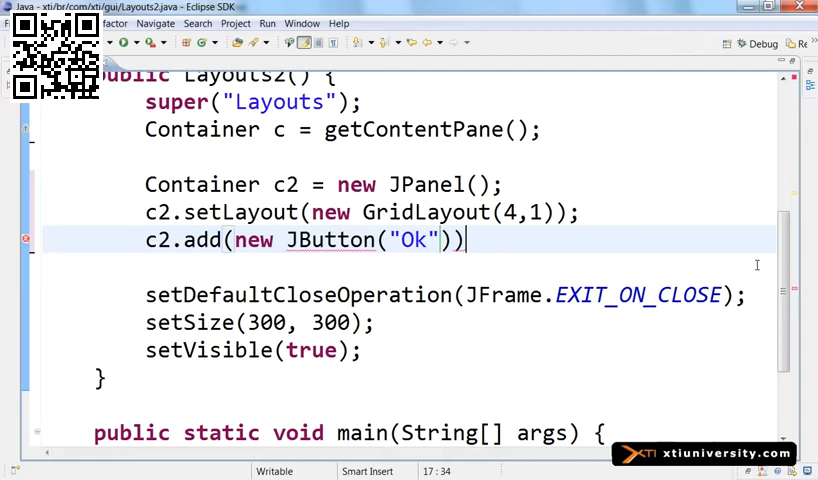 Java - xti/br/com/xti/gui/Layouts2.java - Eclipse SDK
factor Navigate Search Project Run Window Help
Debug Re
public Layouts2() {
super("Layouts");
Container c = getContentPane();
Container c2 = new JPanel();
c2.setLayout(new GridLayout(4,1));
c2.add(new JButton("Ok"))
setDefaultCloseOperation(JFrame.EXIT_ON_CLOSE);
setSize(300, 300);
setVisible(true);
}
public static void main(String[] args) {
XTI xtiuniversity.com
Writable Smart Insert 17 : 34